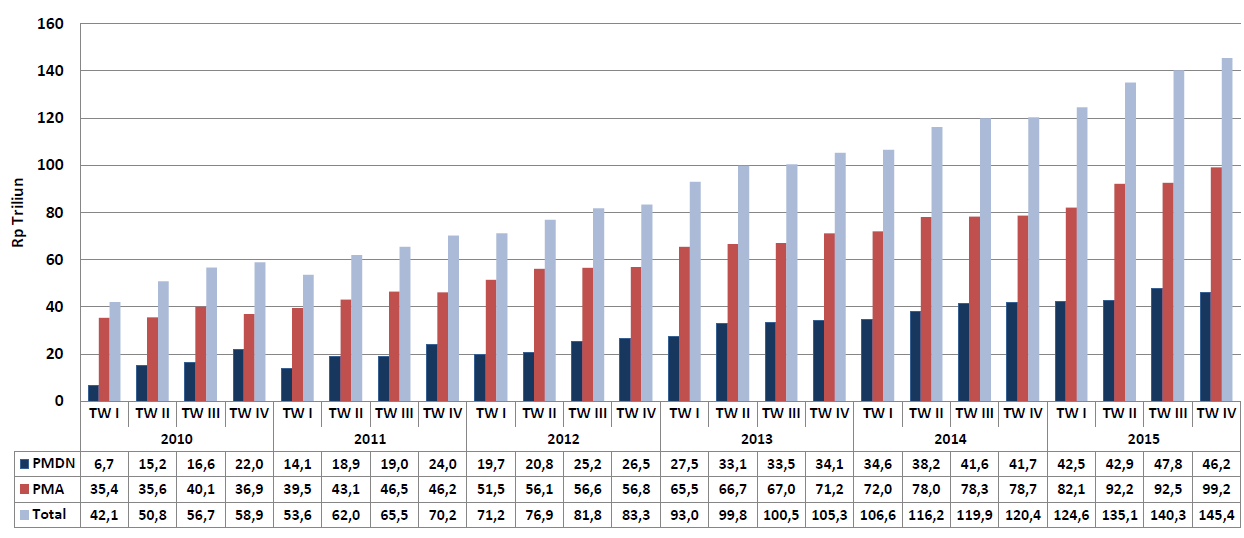 160
140
120
100
80
60
40
20
0
Rp Triliun
TW I TW II TW III TW IV TW I TW II TW III TW IV TW I TW II TW III TW IV TW I TW II TW III TW IV TW I TW II TW III TW IV TW I TW II TW III TW IV
2010 2011 2012 2013 2014 2015
PMDN 6,7 15,2 16,6 22,0 14,1 18,9 19,0 24,0 19,7 20,8 25,2 26,5 27,5 33,1 33,5 34,1 34,6 38,2 41,6 41,7 42,5 42,9 47,8 46,2
PMA 35,4 35,6 40,1 36,9 39,5 43,1 46,5 46,2 51,5 56,1 56,6 56,8 65,5 66,7 67,0 71,2 72,0 78,0 78,3 78,7 82,1 92,2 92,5 99,2
Total 42,1 50,8 56,7 58,9 53,6 62,0 65,5 70,2 71,2 76,9 81,8 83,3 93,0 99,8 100,5 105,3 106,6 116,2 119,9 120,4 124,6 135,1 140,3 145,4